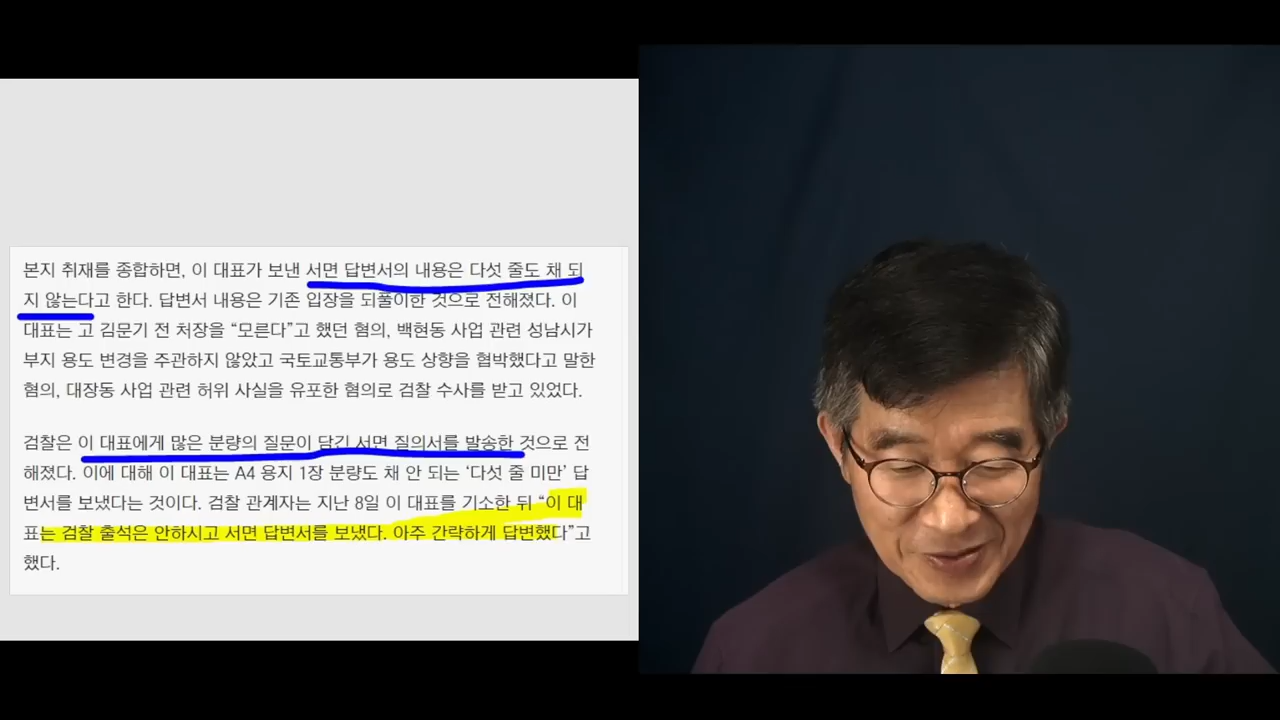 본지 취재를 종합하면, 이 대표가 보낸 서면 답변서의 내용은 다섯 줄도 채 되
지 않는다고 한다. 답변서 내용은 기존 입장을 되풀이한 것으로 전해졌다. 이
대표는 고 김문기 전 처장을 “모른다”고 했던 혐의, 백현동 사업 관련 성남시가
부지 용도 변경을 주관하지 않았고 국토교통부가 용도 상향을 협박했다고 말한
혐의, 대장동 사업 관련 허위 사실을 유포한 혐의로 검찰 수사를 받고 있었다.
검찰은 이 대표에게 많은 분량의 질문이 담긴 서면 질의서를 발송한 것으로 전
해졌다. 이에 대해 이 대표는 A4 용지 1장 분량도 채 안 되는 ‘다섯 줄 미만’ 답
변서를 보냈다는 것이다. 검찰 관계자는 지난 8일 이 대표를 기소한 뒤 “이 대
표는 검찰 출석은 안하시고 서면 답변서를 보냈다. 아주 간략하게 답변했다”고
했다.